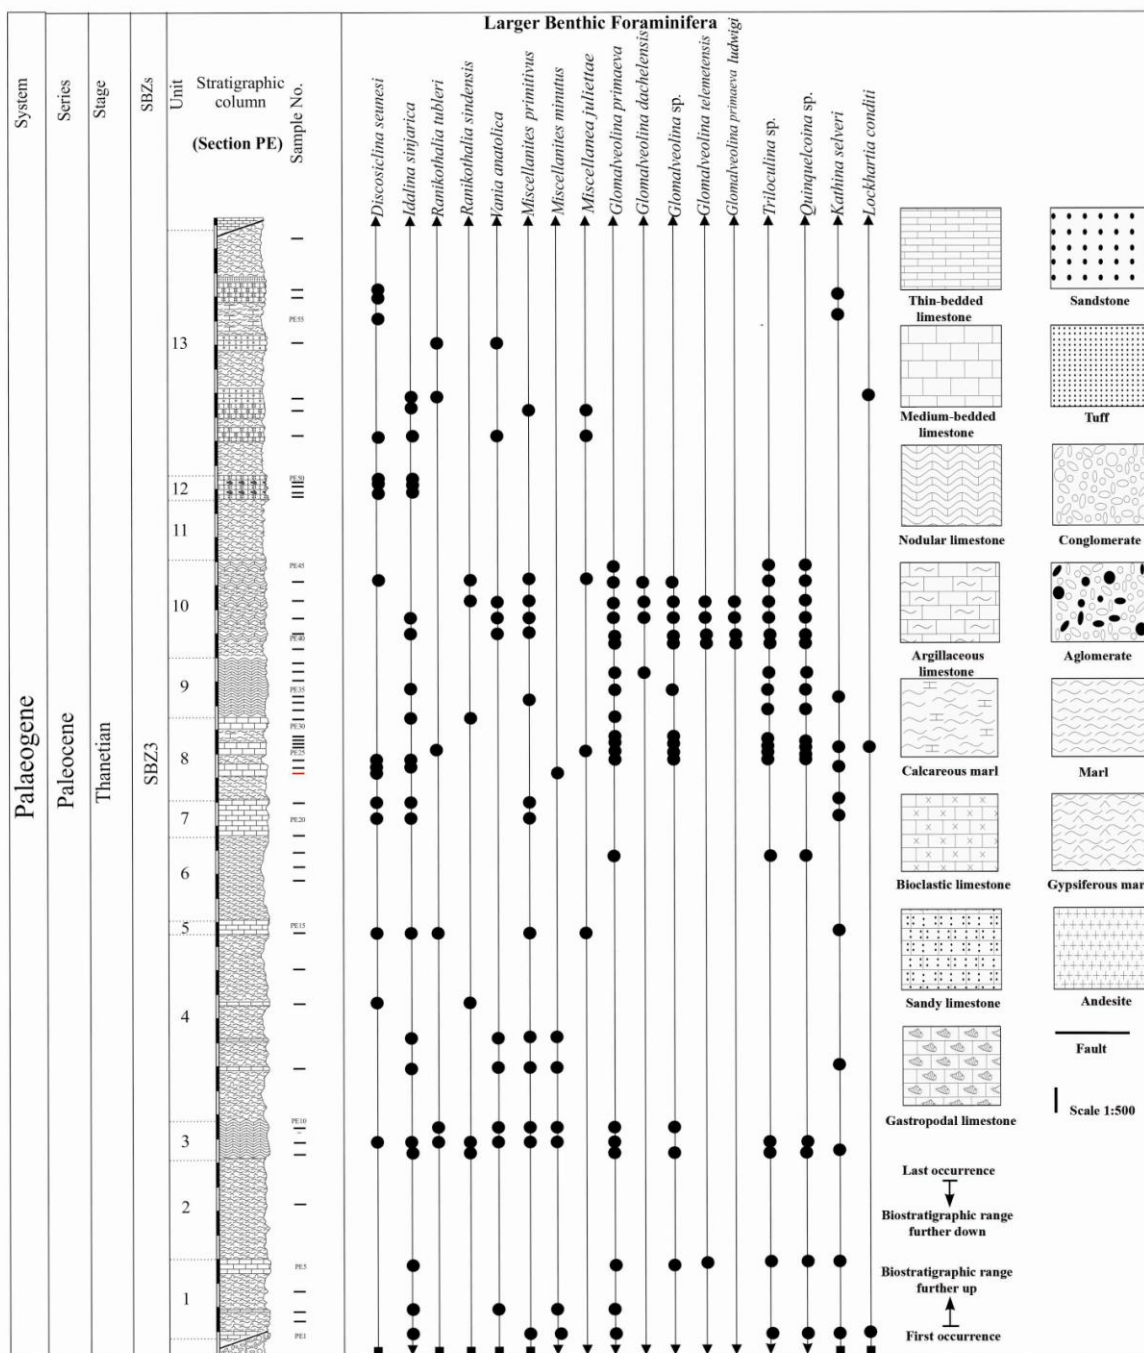 Larger Benthic Foraminifera
System
Series
Stage
SBZs
Unit
Stratigraphic
column
(Section PE)
Sample No.
Discosiclina seunesi
Idalina sinjarica
Ranikothalia tubleri
Ranikothalia sindensis
Vania anatolica
Miscellanites primitivus
Miscellanites minutus
Miscellanea juliettae
Glomalveolina primaeva
Glomalveolina dachelensis
Glomalveolina sp.
Glomalveolina telemetensis
Glomalveolina primaeva ludwigi
Triloculina sp.
Quinquelcoina sp.
Kathina selveri
Lockhartia conditi
Palaeogene
Paleocene
Thanetian
SBZ3
13
12
11
10
9
8
7
6
5
4
3
2
1
PE55
PE50
PE45
PE40
PE35
PE30
PE25
PE20
PE15
PE10
PE5
PE1
Thin-bedded
limestone
Sandstone
Medium-bedded
limestone
Tuff
Nodular limestone
Conglomerate
Argillaceous
limestone
Aglomerate
Calcareous marl
Marl
Bioclastic limestone
Gypsiferous marl
Sandy limestone
Andesite
Gastropodal limestone
Fault
Scale 1:500
Last occurrence
Biostratigraphic range
further down
Biostratigraphic range
further up
First occurrence